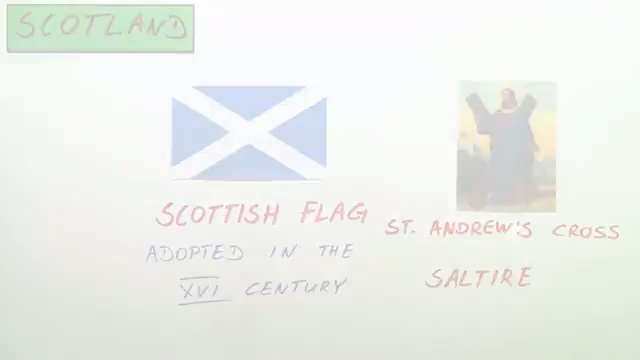 SCOTLAND
SCOTTISH FLAG
ADOPTED IN THE
XVI CENTURY
ST. ANDREW'S CROSS
SALTIRE